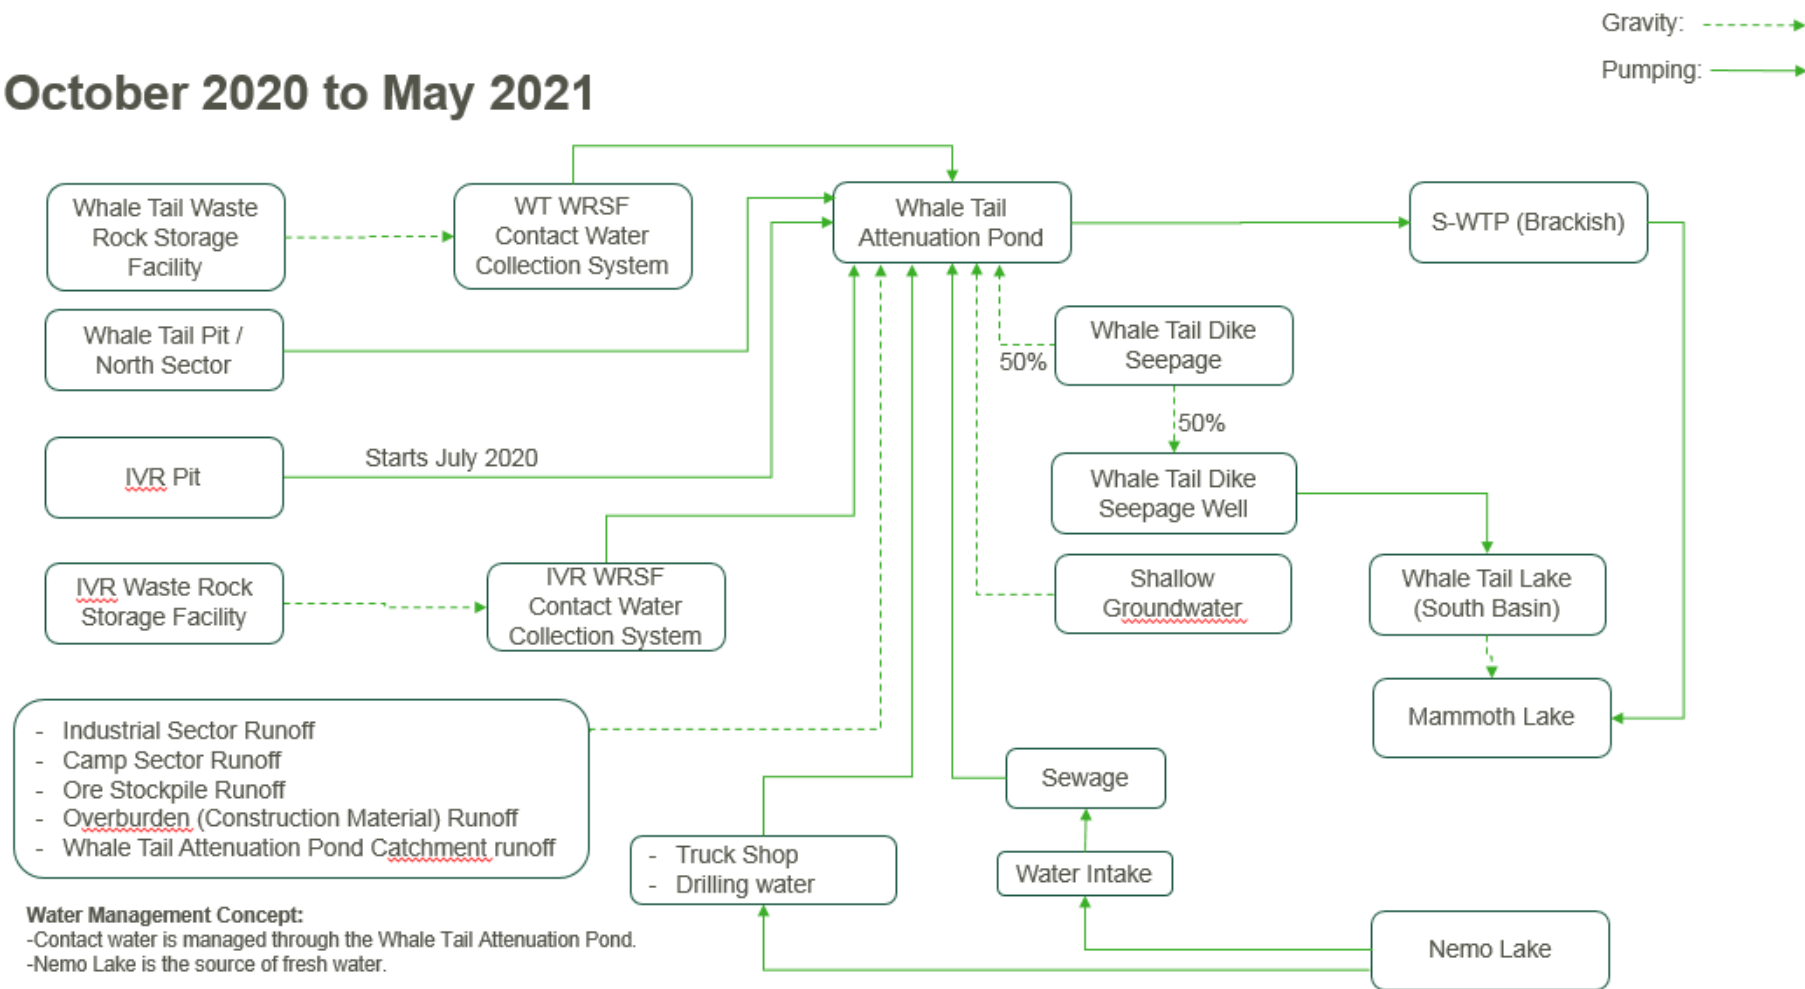 Gravity:
Pumping:
October 2020 to May 2021
Whale Tail Waste
Rock Storage
Facility
WT WRSF
Contact Water
Collection System
Whale Tail
Attenuation Pond
S-WTP (Brackish)
Whale Tail Pit /
North Sector
Whale Tail Dike
Seepage
50%
50%
IVR Pit
Starts July 2020
Whale Tail Dike
Seepage Well
IVR Waste Rock
Storage Facility
IVR WRSF
Contact Water
Collection System
Shallow
Groundwater
Whale Tail Lake
(South Basin)
Mammoth Lake
- Industrial Sector Runoff
- Camp Sector Runoff
- Ore Stockpile Runoff
- Overburden (Construction Material) Runoff
- Whale Tail Attenuation Pond Catchment runoff
Sewage
- Truck Shop
- Drilling water
Water Intake
Nemo Lake
Water Management Concept:
-Contact water is managed through the Whale Tail Attenuation Pond.
-Nemo Lake is the source of fresh water.